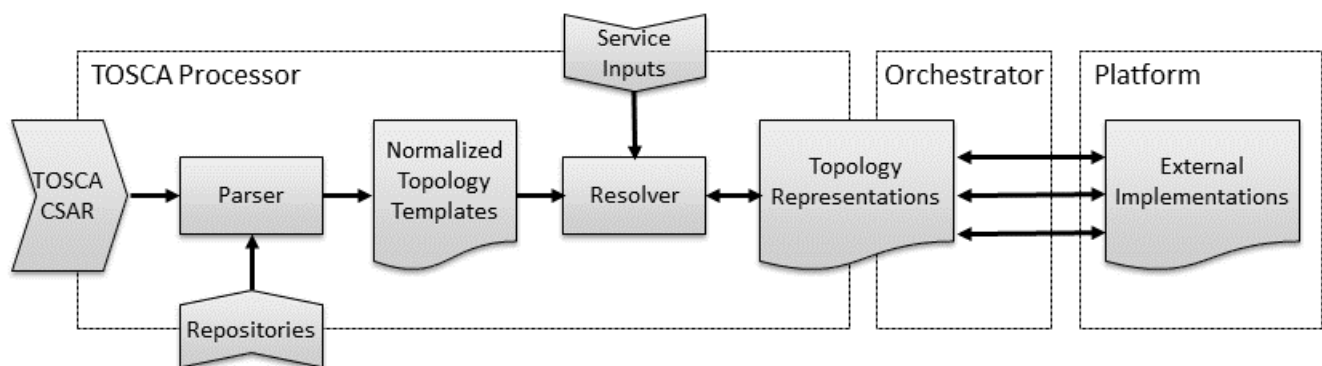 Service
Inputs
TOSCA Processor
Orchestrator
Platform
TOSCA
CSAR
Parser
Normalized
Topology
Templates
Resolver
Topology
Representations
External
Implementations
Repositories